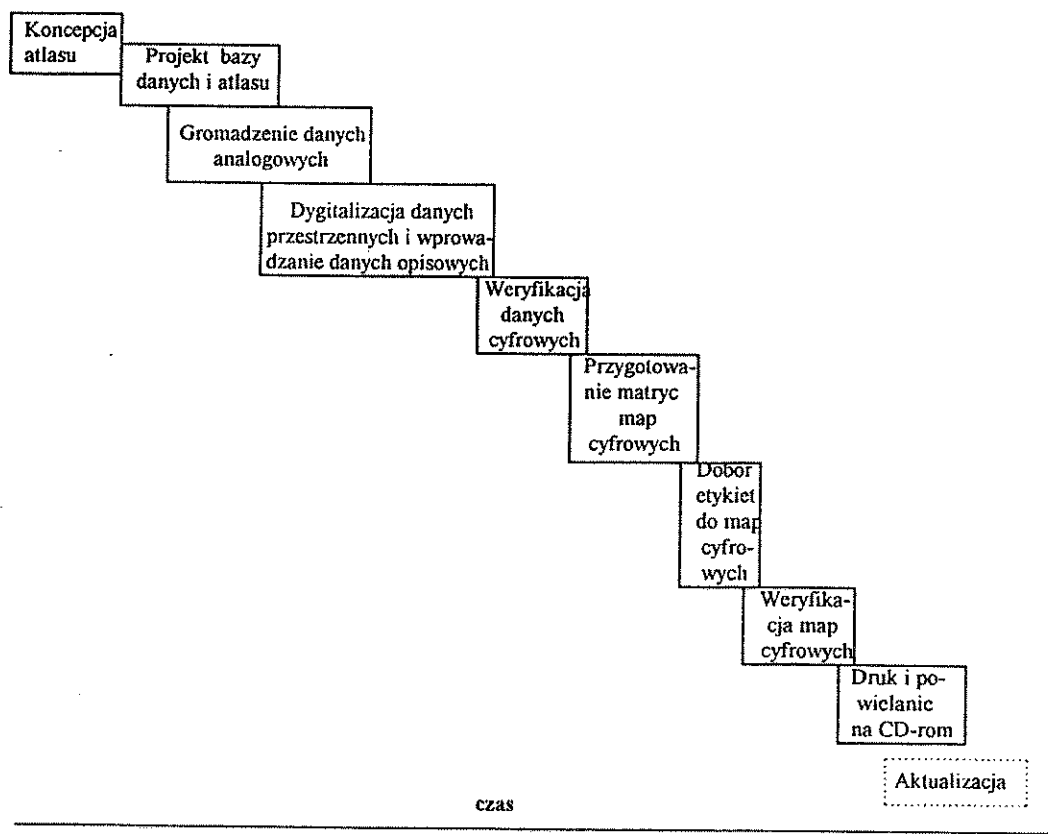 Koncepcja
atlasu
Projekt bazy
danych i atlasu
Gromadzenie danych
analogowych
Dygitalizacja danych
przestrzennych i wprowa-
dzanie danych opisowych
Weryfikacja
danych
cyfrowych
Przygotowa-
nie matryc
map
cyfrowych
Dobor
etykiet
do map
cyfro-
wych
Weryfika-
cja map
cyfrowych
Druk i po-
wielanie
na CD-rom
Aktualizacja
czas